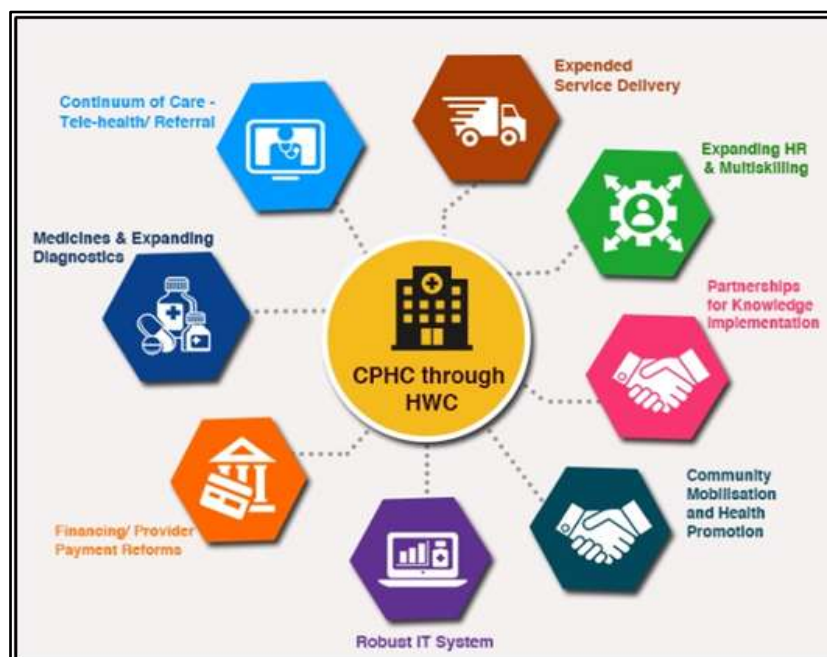 Expended
Service Delivery
Continuum of Care -
Tele-health/ Referral
Expanding HR
& Multiskilling
Medicines & Expanding
Diagnostics
Partnerships
for Knowledge
Implementation
CPHC through
HWC
Community
Mobilisation
and Health
Promotion
Financing/ Provider
Payment Reforms
Robust IT System